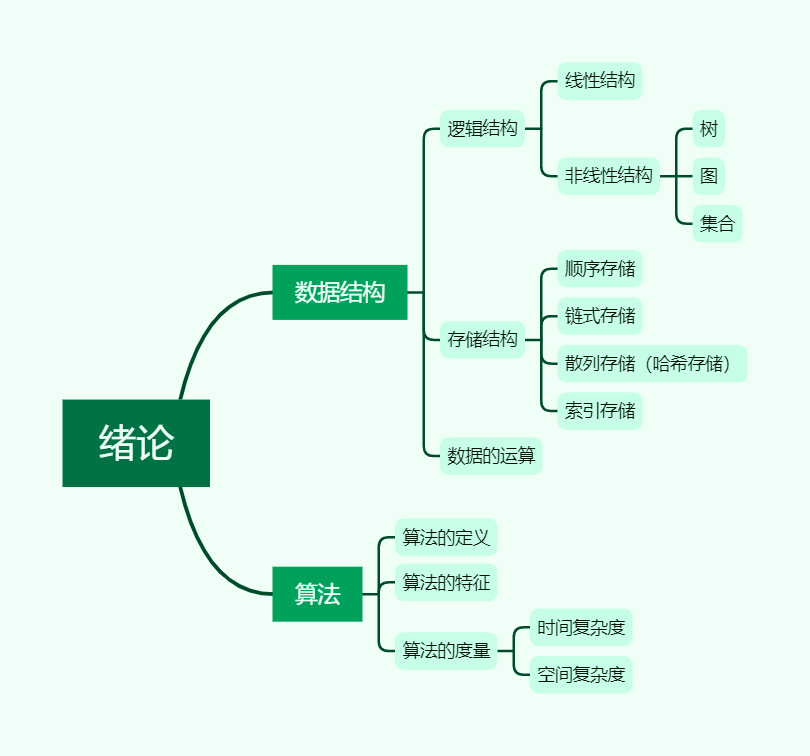 绪论
数据结构
逻辑结构
线性结构
非线性结构
树
图
集合
存储结构
顺序存储
链式存储
散列存储（哈希存储）
索引存储
数据的运算
算法
算法的定义
算法的特征
算法的度量
时间复杂度
空间复杂度